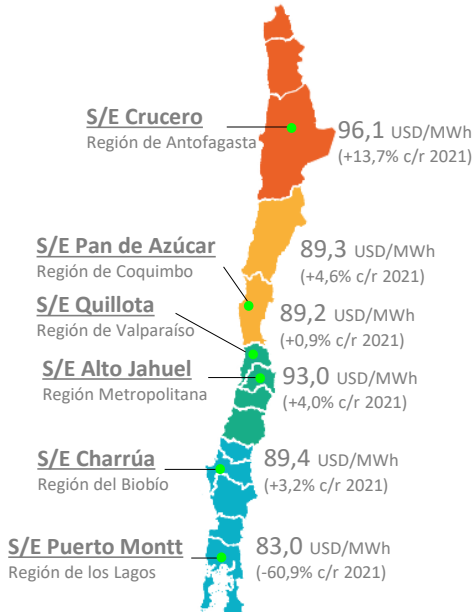 S/E Crucero
Región de Antofagasta
96,1 USD/MWh
(+13,7% c/r 2021)
S/E Pan de Azúcar
Región de Coquimbo
89,3 USD/MWh
(+4,6% c/r 2021)
S/E Quillota
Región de Valparaíso
89,2 USD/MWh
(+0,9% c/r 2021)
S/E Alto Jahuel
Región Metropolitana
93,0 USD/MWh
(+4,0% c/r 2021)
S/E Charrúa
Región del Biobío
89,4 USD/MWh
(+3,2% c/r 2021)
S/E Puerto Montt
Región de los Lagos
83,0 USD/MWh
(-60,9% c/r 2021)